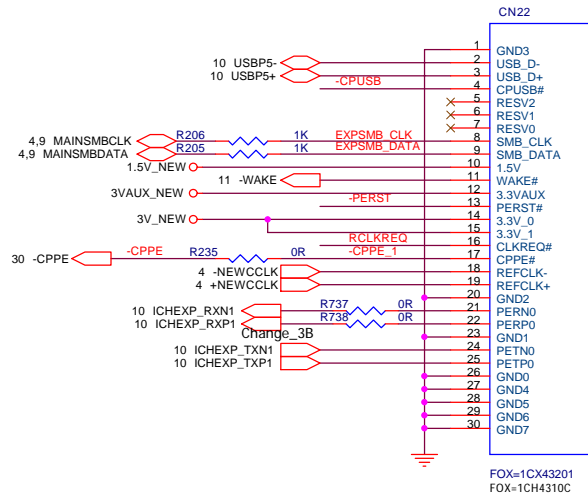 CN22
1 GND3
10 USBP5- 2 USB_D-
10 USBP5+ 3 USB_D+
-CPUSB 4 CPUSB#
5 RESV2
6 RESV1
7 RESV0
4,9 MAINSMBCLK R206 1K EXPSMB_CLK 8 SMB_CLK
4,9 MAINSMBDATA R205 1K EXPSMB_DATA 9 SMB_DATA
1.5V_NEW 10 1.5V
11 -WAKE 11 WAKE#
3VAUX_NEW 12 3.3VAUX
-PERST 13 PERST#
3V_NEW 14 3.3V_0
15 3.3V_1
RCLKREQ 16 CLKREQ#
30 -CPPE -CPPE R235 0R -CPPE_1 17 CPPE#
4 -NEWCCLK 18 REFCLK-
4 +NEWCCLK 19 REFCLK+
20 GND2
10 ICHEXP_RXN1 R737 0R 21 PERN0
10 ICHEXP_RXP1 R738 0R 22 PERP0
Change_3B 23 GND1
10 ICHEXP_TXN1 24 PETN0
10 ICHEXP_TXP1 25 PETP0
26 GND0
27 GND4
28 GND5
29 GND6
30 GND7
FOX=1CX43201
FOX=1CH4310C